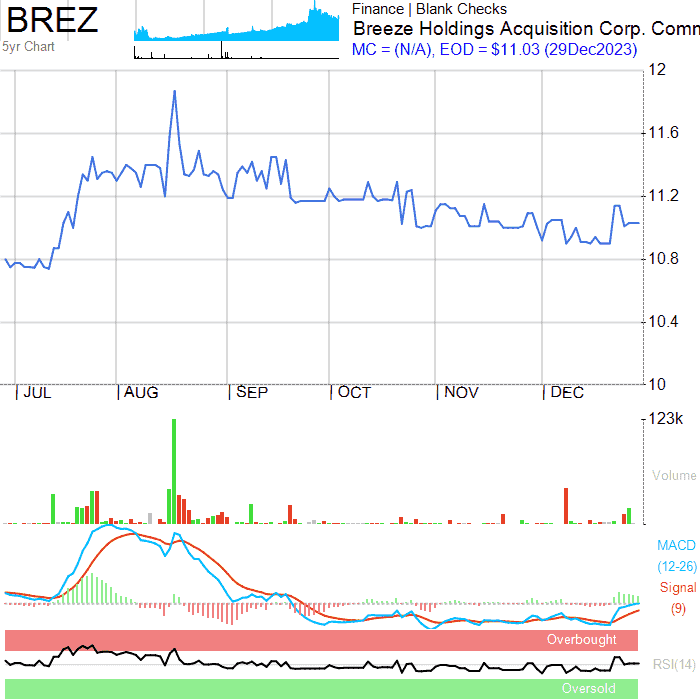 BREZ
5yr Chart
Finance | Blank Checks
Breeze Holdings Acquisition Corp. Comm
MC = (N/A), EOD = $11.03 (29Dec2023)
12
11.6
11.2
10.8
10.4
10
JUL
AUG
SEP
OCT
NOV
DEC
123k
Volume
MACD
(12-26)
Signal
(9)
Overbought
RSI(14)
Oversold